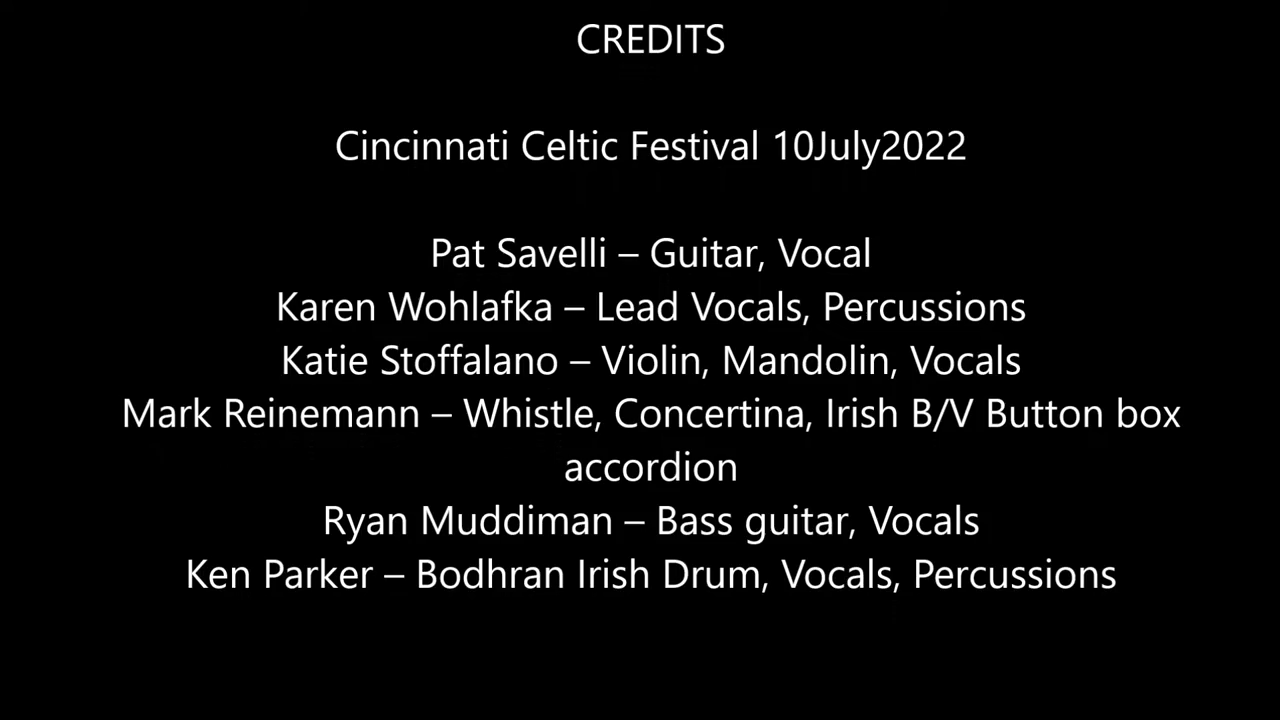 CREDITS
Cincinnati Celtic Festival 10July2022
Pat Savelli – Guitar, Vocal
Karen Wohlafka – Lead Vocals, Percussions
Katie Stoffalano – Violin, Mandolin, Vocals
Mark Reinemann – Whistle, Concertina, Irish B/V Button box
accordion
Ryan Muddiman – Bass guitar, Vocals
Ken Parker – Bodhran Irish Drum, Vocals, Percussions